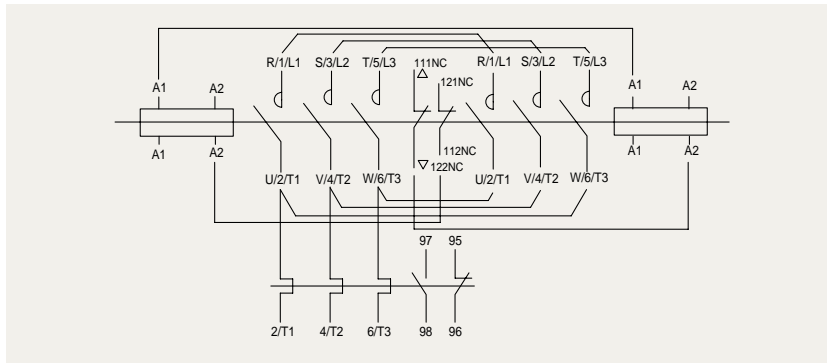 R/1/L1 S/3/L2 T/5/L3 111NC R/1/L1 S/3/L2 T/5/L3
A1 A2 121NC A1 A2
A1 A2 112NC A1 A2
122NC
U/2/T1 V/4/T2 W/6/T3 U/2/T1 V/4/T2 W/6/T3
97 95
2/T1 4/T2 6/T3 98 96